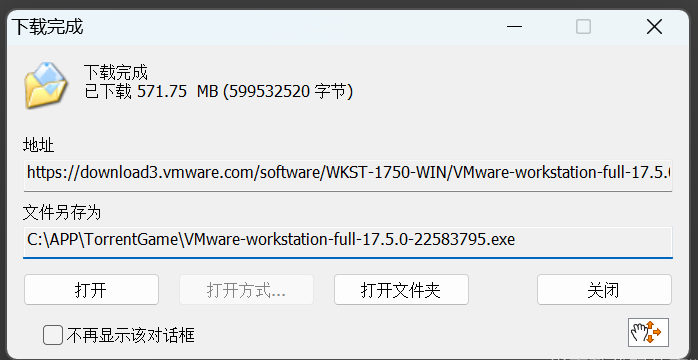 下载完成
下载完成
已下载 571.75 MB (599532520 字节)
地址
https://download3.vmware.com/software/WKST-1750-WIN/VMware-workstation-full-17.5.0
文件另存为
C:\APP\TorrentGame\VMware-workstation-full-17.5.0-22583795.exe
打开 打开方式... 打开文件夹 关闭
不再显示该对话框